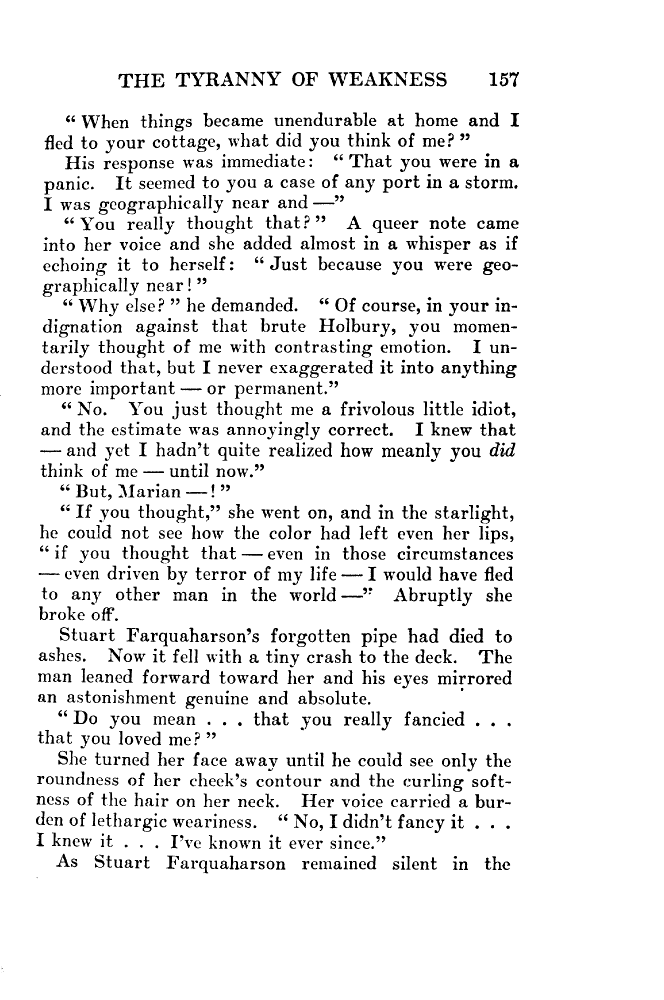 THE TYRANNY OF WEAKNESS 157
“ When things became unendurable at home and I
fled to your cottage, what did you think of me? ”
His response was immediate: “ That you were in a
panic. It seemed to you a case of any port in a storm.
I was geographically near and —”
“ You really thought that? ” A queer note came
into her voice and she added almost in a whisper as if
echoing it to herself: “ Just because you were geo-
graphically near! ”
“ Why else? ” he demanded. “ Of course, in your in-
dignation against that brute Holbury, you momen-
tarily thought of me with contrasting emotion. I un-
derstood that, but I never exaggerated it into anything
more important — or permanent.”
“ No. You just thought me a frivolous little idiot,
and the estimate was annoyingly correct. I knew that
— and yet I hadn't quite realized how meanly you did
think of me — until now.”
“ But, Marian —! ”
“ If you thought,” she went on, and in the starlight,
he could not see how the color had left even her lips,
“ if you thought that — even in those circumstances
— even driven by terror of my life — I would have fled
to any other man in the world —” Abruptly she
broke off.
Stuart Farquaharson's forgotten pipe had died to
ashes. Now it fell with a tiny crash to the deck. The
man leaned forward toward her and his eyes mirrored
an astonishment genuine and absolute.
“ Do you mean . . . that you really fancied . . .
that you loved me? ”
She turned her face away until he could see only the
roundness of her cheek's contour and the curling soft-
ness of the hair on her neck. Her voice carried a bur-
den of lethargic weariness. “ No, I didn't fancy it . . .
I knew it . . . I've known it ever since.”
As Stuart Farquaharson remained silent in the